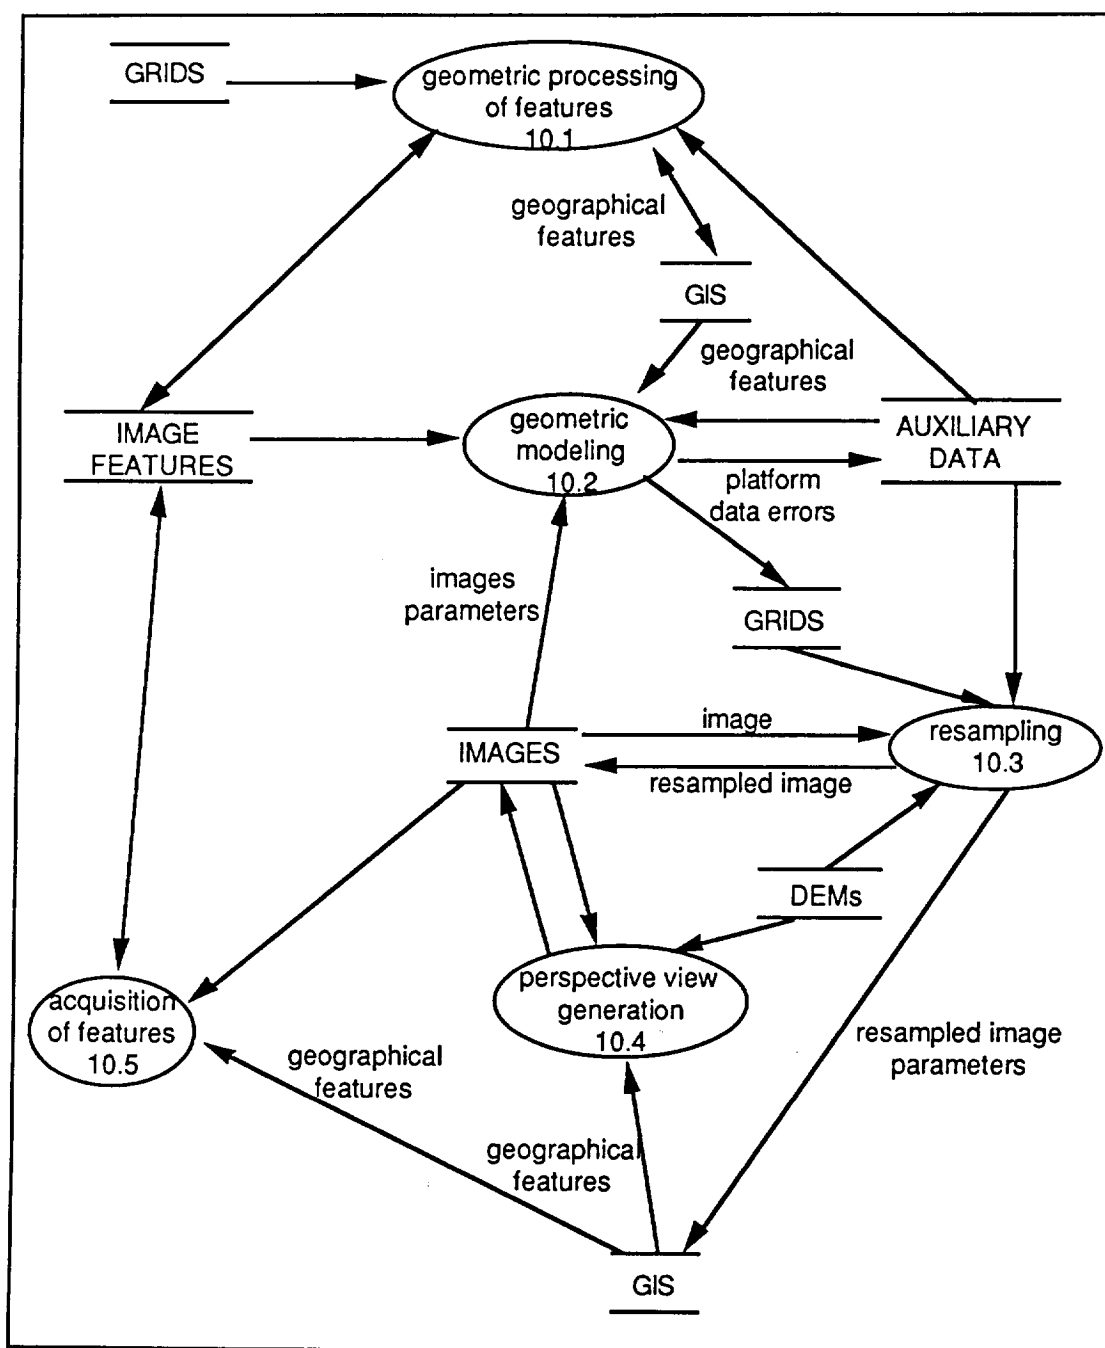 GRIDS
geometric processing
of features
10.1
geographical
features
GIS
geographical
features
IMAGE
FEATURES
geometric
modeling
10.2
AUXILIARY
DATA
platform
data errors
images
parameters
GRIDS
image
IMAGES
resampling
10.3
resampled image
DEMs
perspective view
generation
10.4
acquisition
of features
10.5
resampled image
parameters
geographical
features
geographical
features
GIS